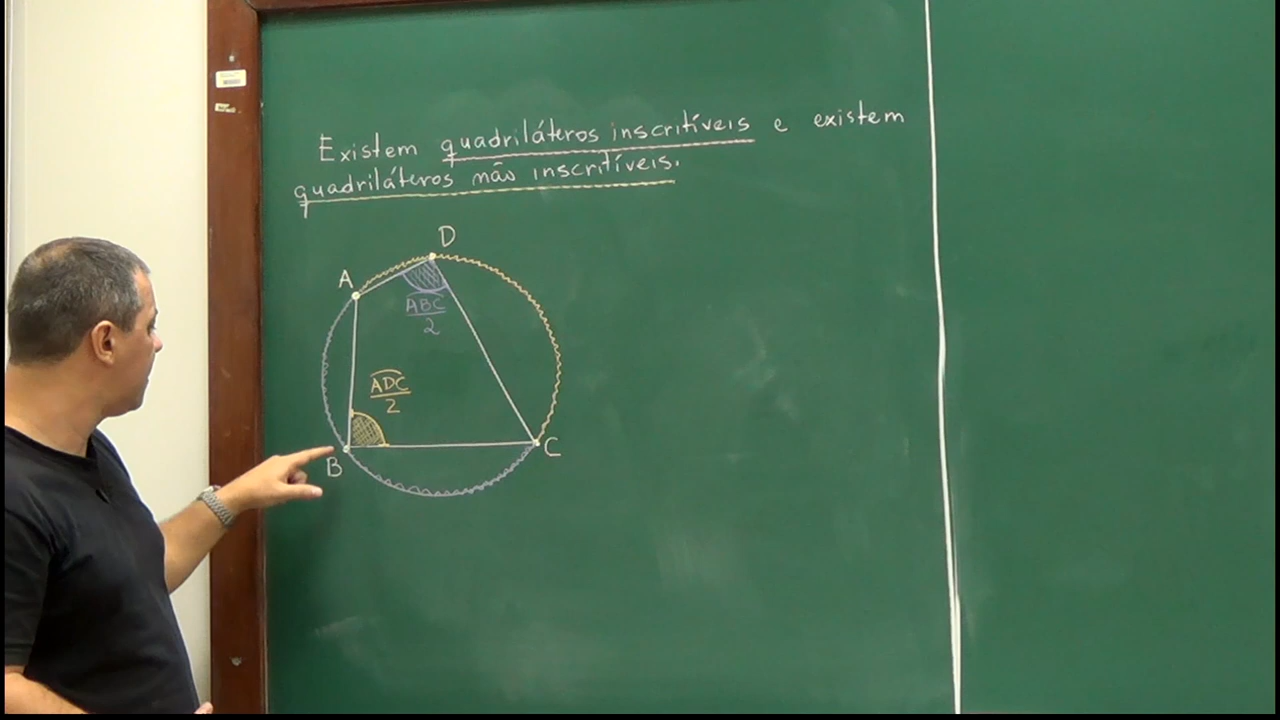 Existem quadriláteros inscritíveis e existem
quadriláteros não inscritíveis.
D
A
ABC
2
ADC
2
B
C